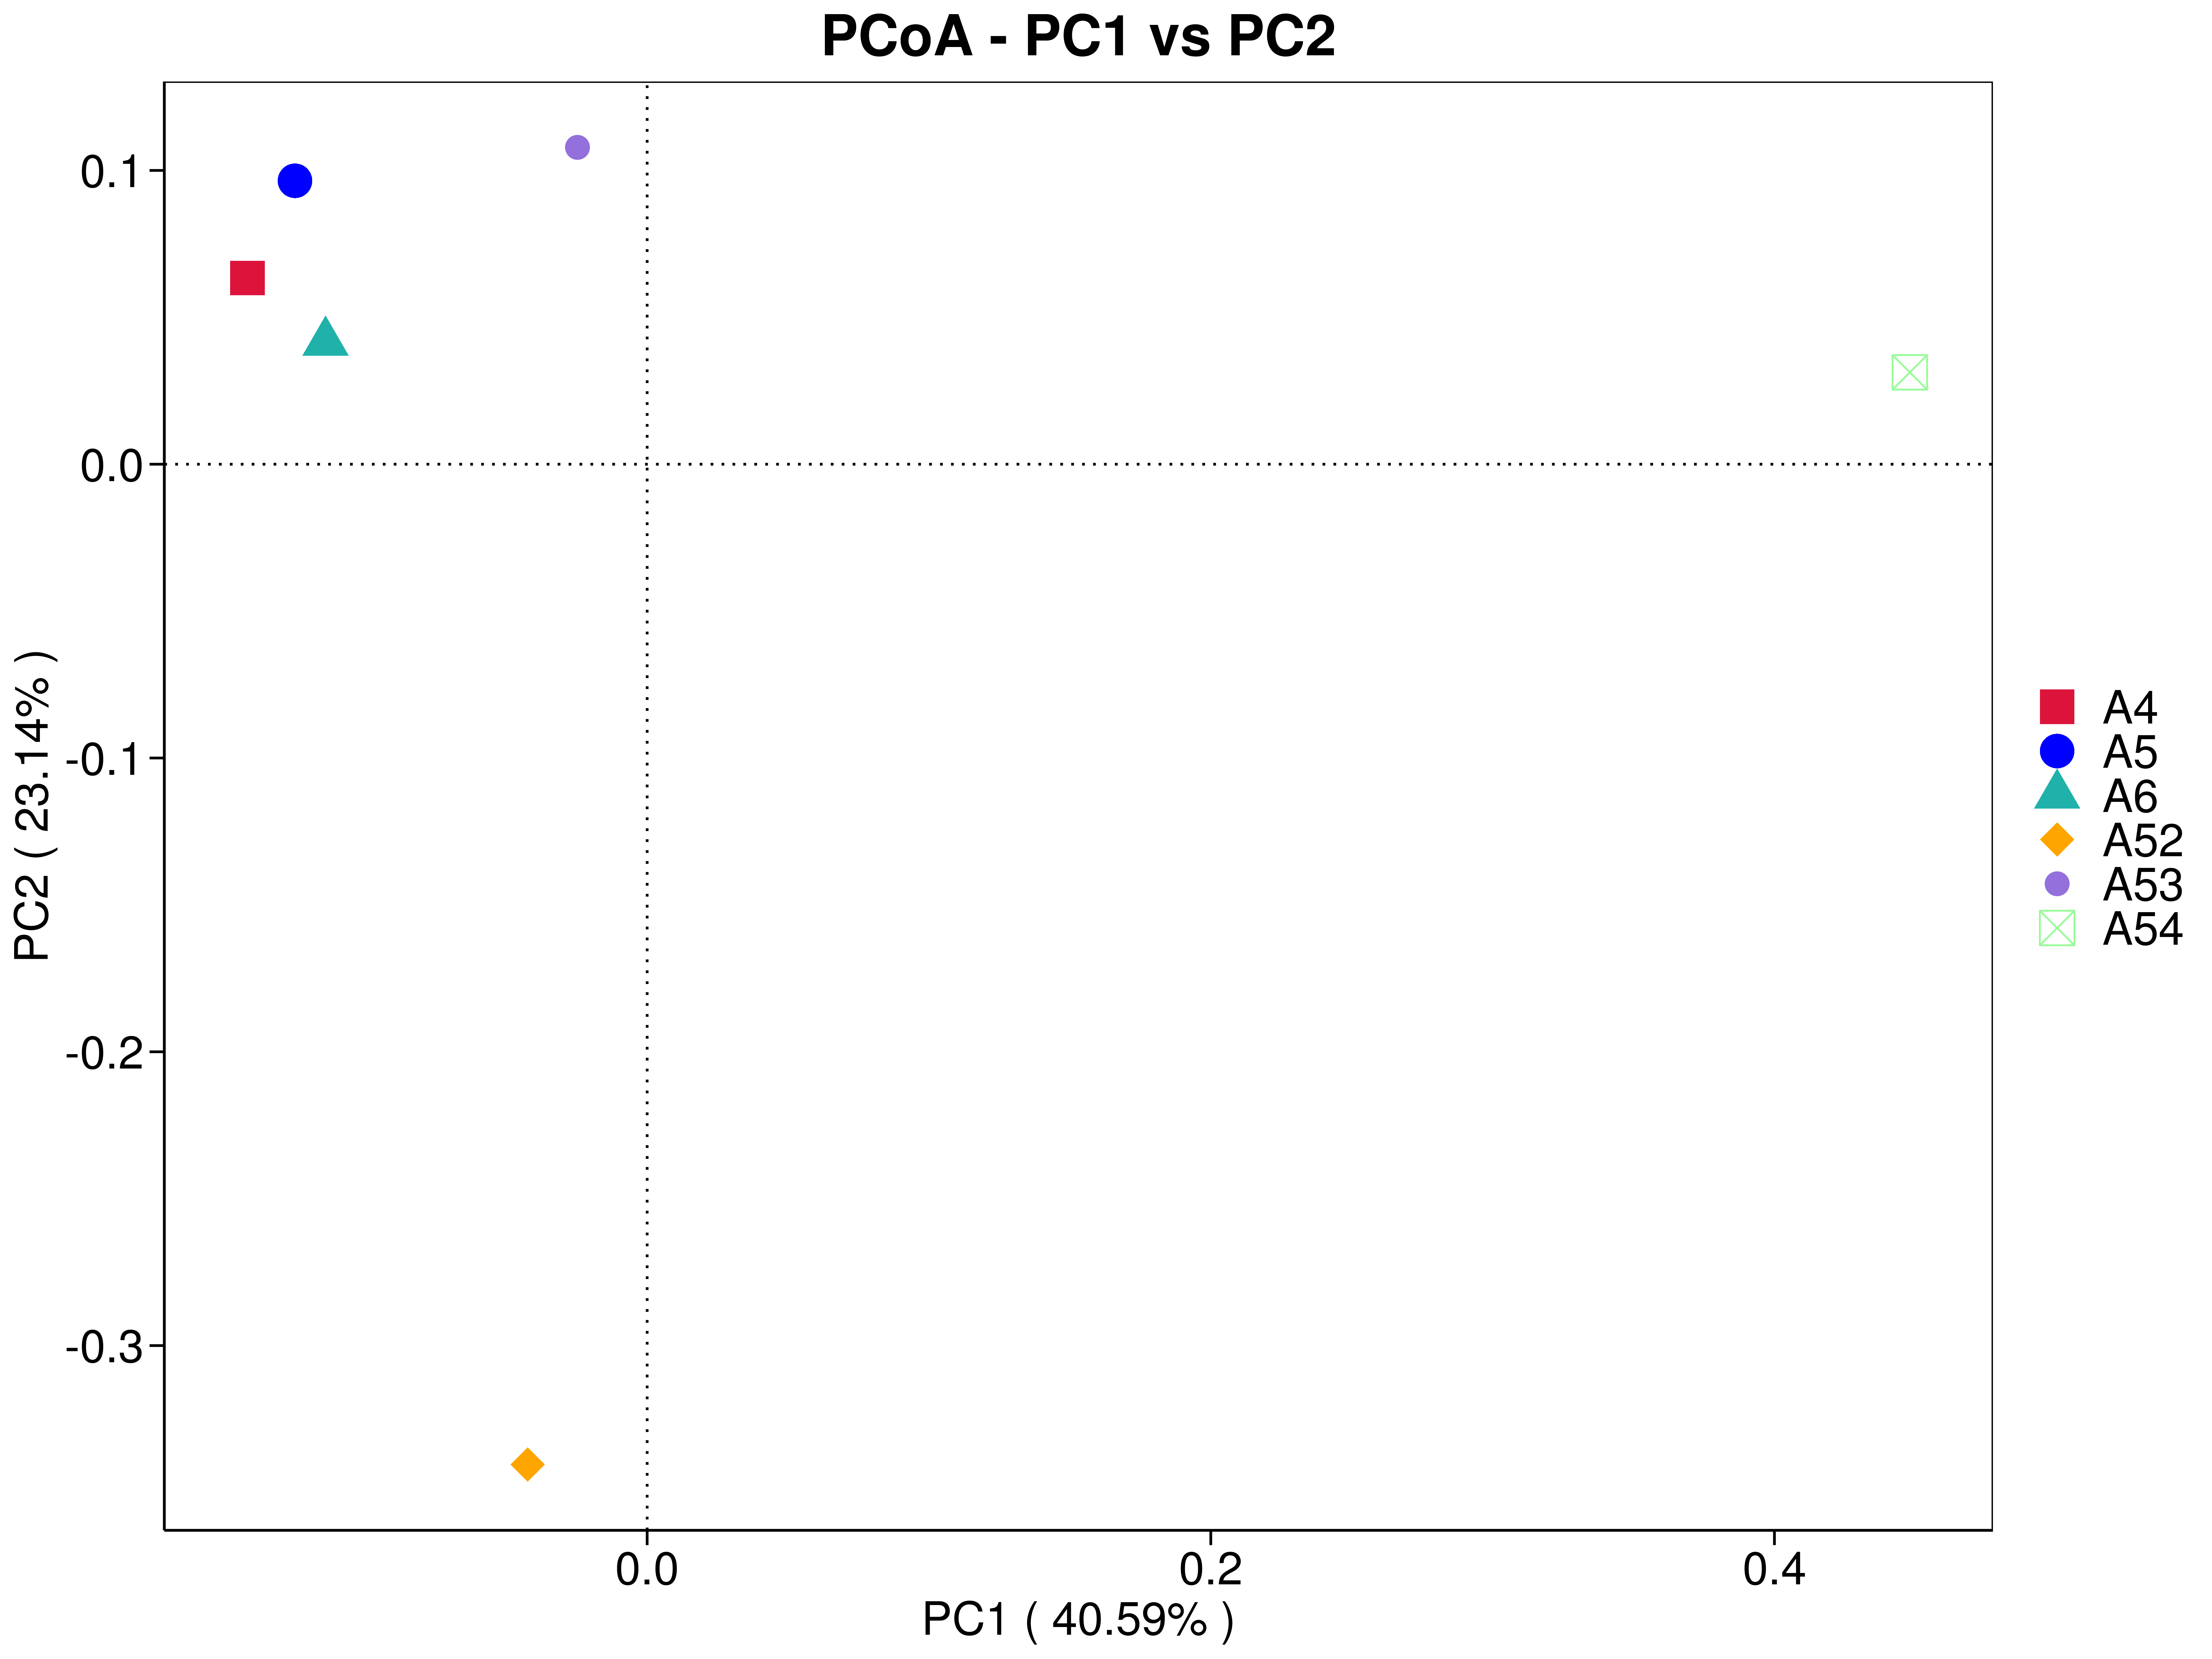 PCoA - PC1 vs PC2
0.1
0.0
-0.1
-0.2
-0.3
PC2 ( 23.14% )
0.0
0.2
0.4
PC1 ( 40.59% )
A4
A5
A6
A52
A53
A54